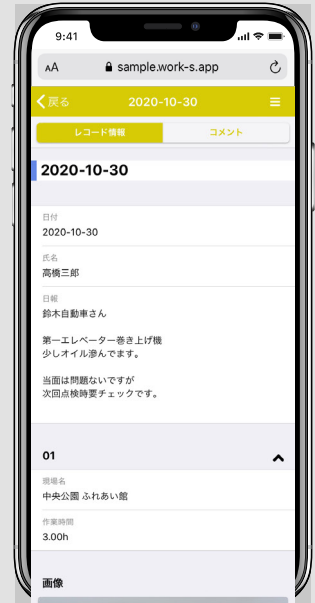 9:41
AA sample.work-s.app
戻る 2020-10-30
レコード情報 コメント
2020-10-30
日付
2020-10-30
氏名
高橋三郎
日報
鈴木自動車さん
第一エレベーター巻き上げ機
少しオイル滲んでます。
当面は問題ないですが
次回点検時要チェックです。
01
現場名
中央公園 ふれあい館
作業時間
3.00h
画像